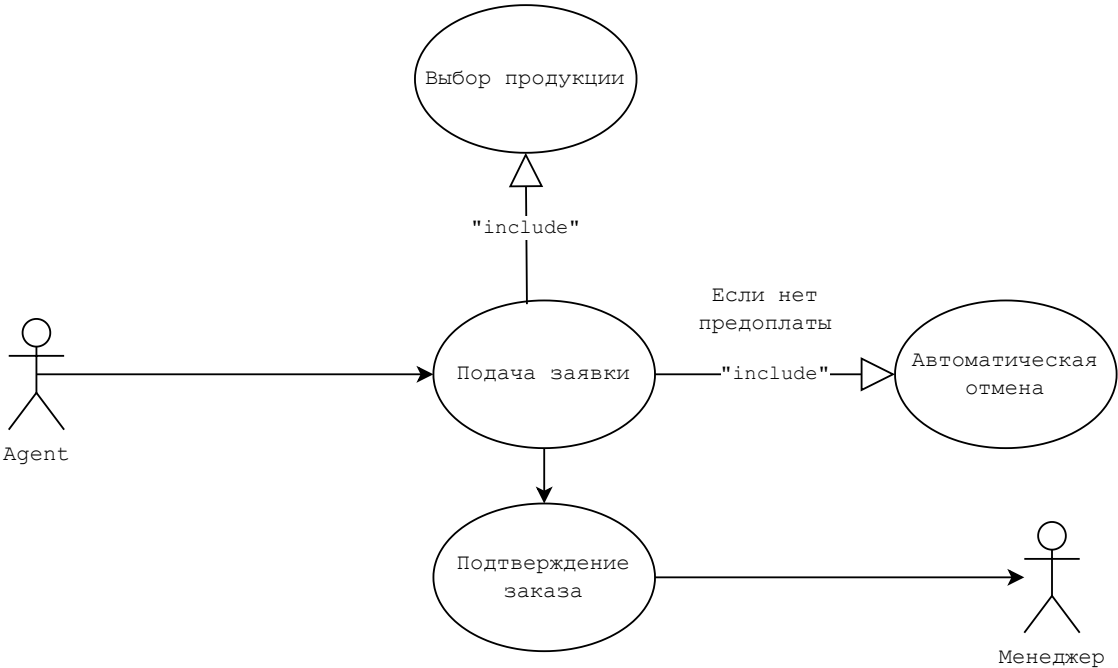 Выбор продукции
"include"
Если нет
предоплаты
Подача заявки
"include"
Автоматическая
отмена
Agent
Подтверждение
заказа
Менеджер